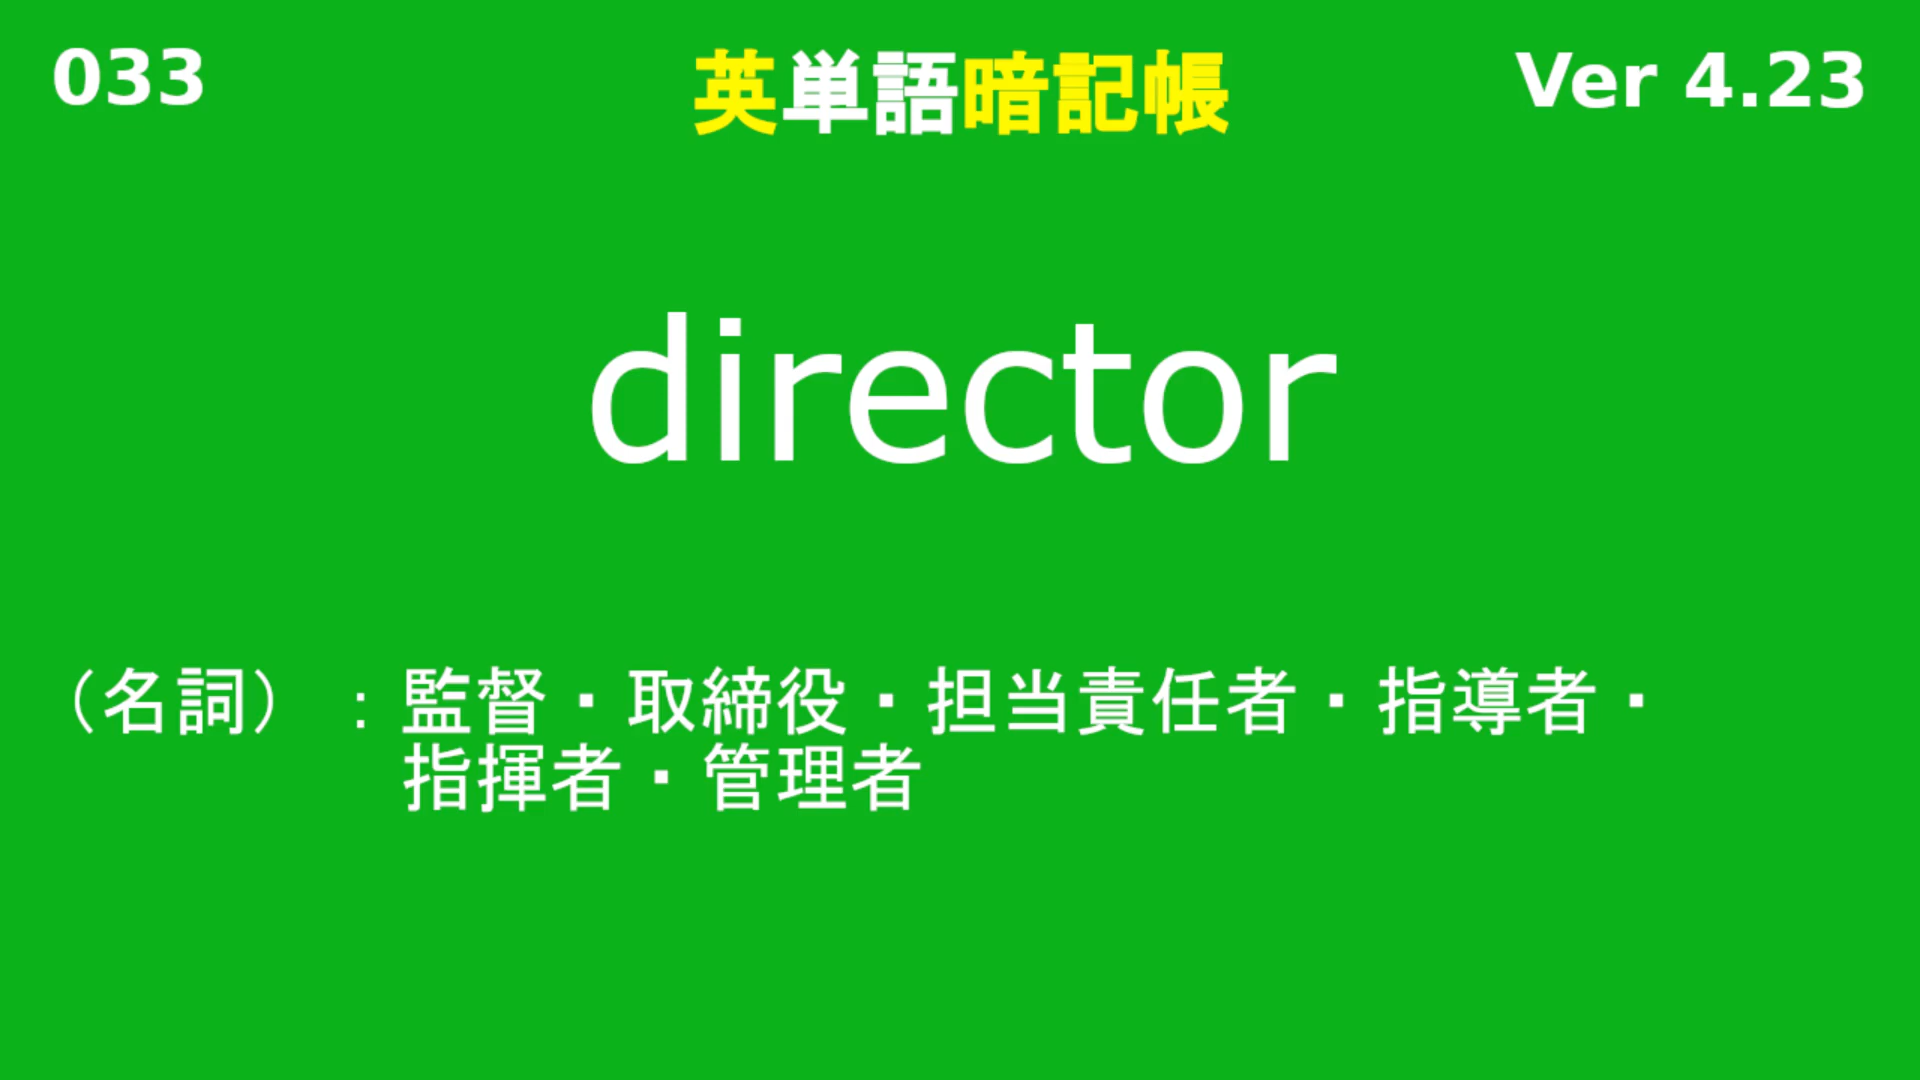 033
英単語暗記帳
Ver 4.23
director
（名詞）：監督・取締役・担当責任者・指導者・
指揮者・管理者